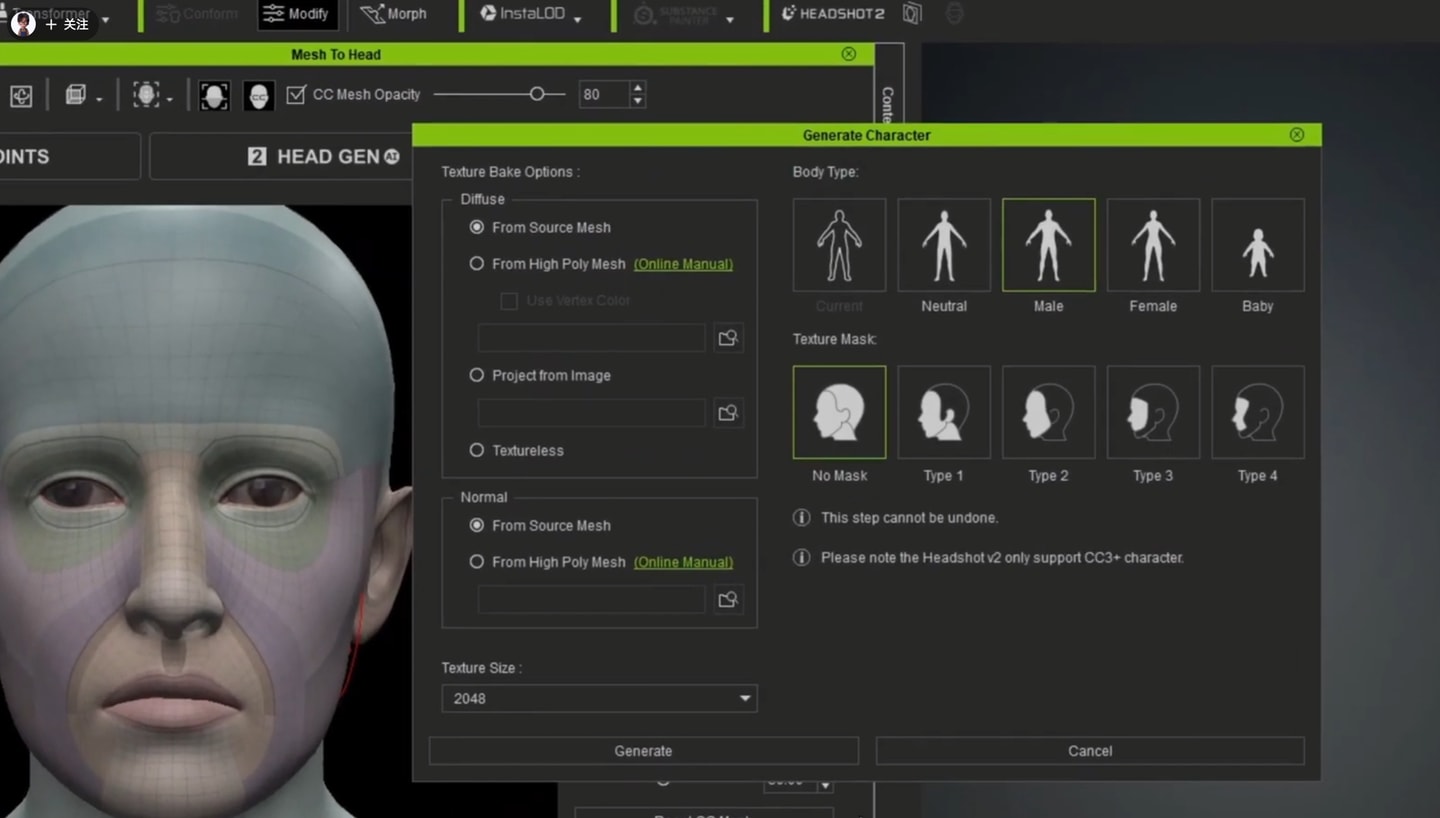 Transformer
+ 关注
Conform
Modify
Morph
InstaLOD
SUBSTANCE
PAINTER
HEADSHOT 2
Mesh To Head
CC Mesh Opacity
80
2 HEAD GEN AI
Generate Character
Texture Bake Options :
Diffuse
From Source Mesh
From High Poly Mesh (Online Manual)
Use Vertex Color
Project from Image
Textureless
Normal
From Source Mesh
From High Poly Mesh (Online Manual)
Texture Size :
2048
Body Type:
Current
Neutral
Male
Female
Baby
Texture Mask:
No Mask
Type 1
Type 2
Type 3
Type 4
This step cannot be undone.
Please note the Headshot v2 only support CC3+ character.
Generate
Cancel